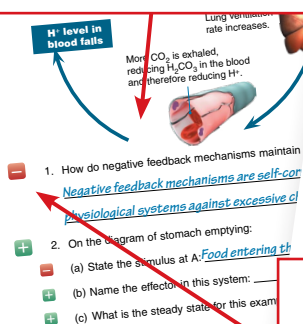 Lung
rate increases.
H⁺ level in
blood falls
More CO₂ is exhaled,
reducing H₂CO₃ in the blood
and therefore reducing H⁺.
1. How do negative feedback mechanisms maintain
Negative feedback mechanisms are self-cor
physiological systems against excessive
2. On the diagram of stomach emptying:
(a) State the stimulus at A: Food entering
(b) Name the effector in this system:
(c) What is the steady state for this exam